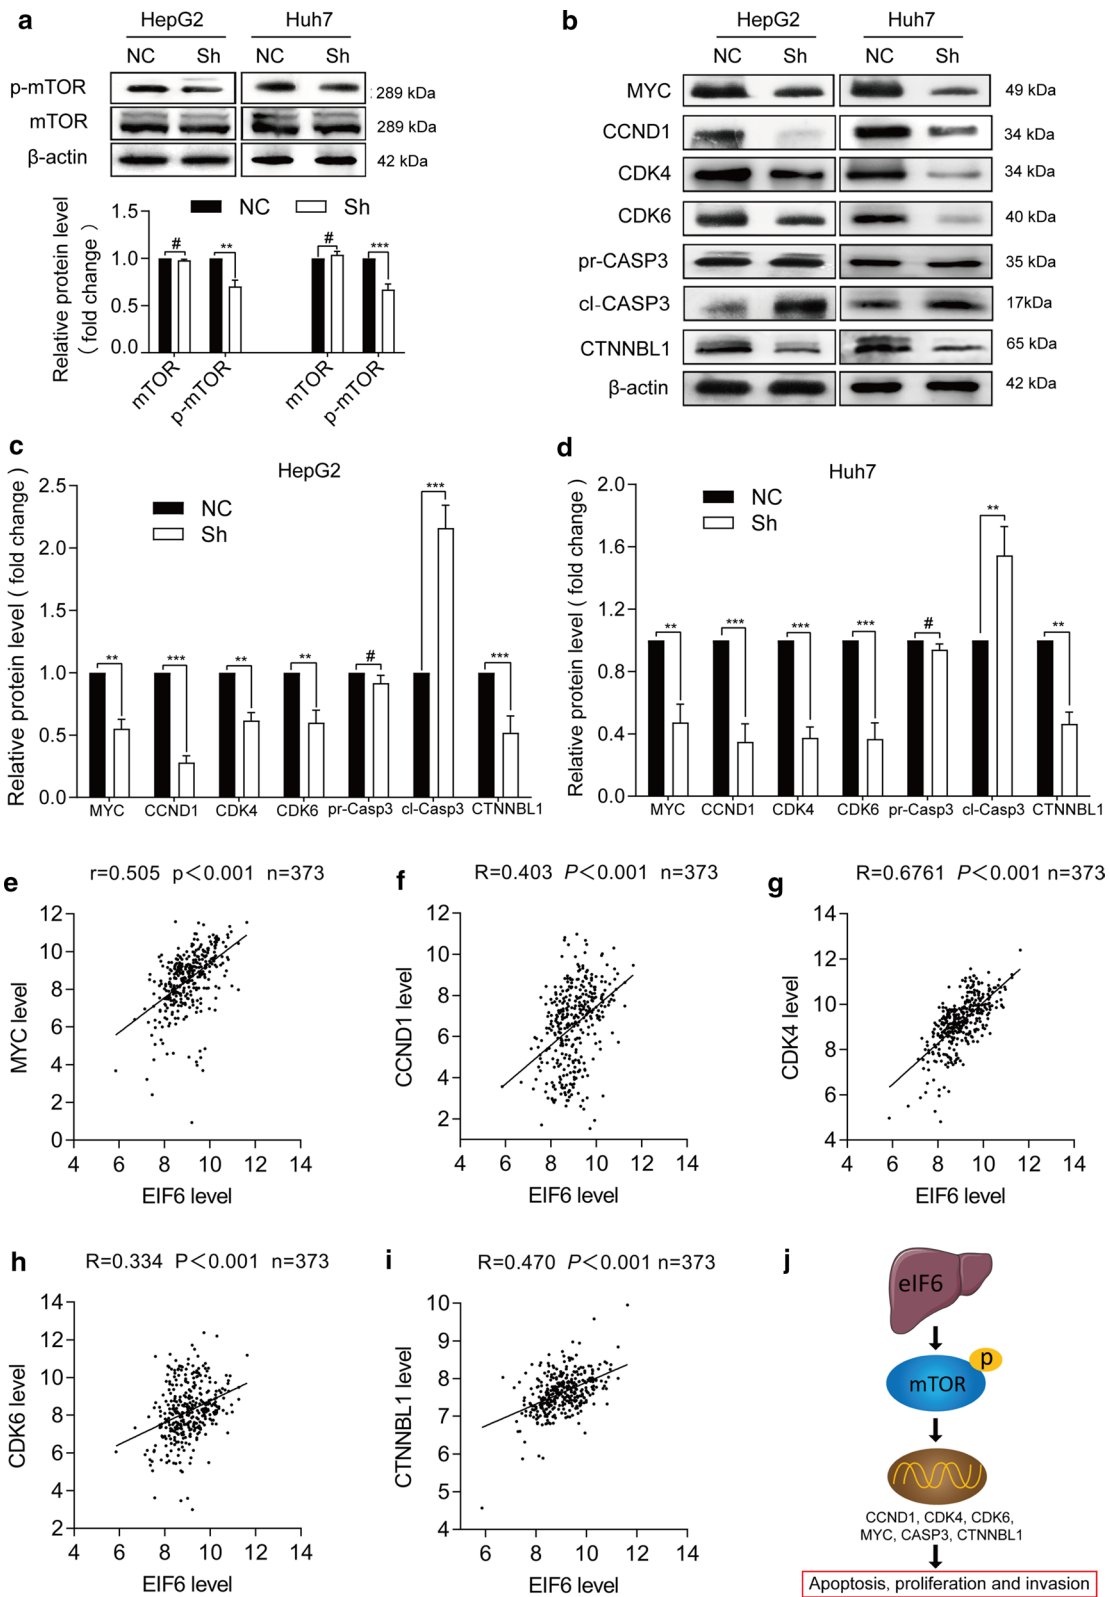 a
HepG2 Huh7
NC Sh NC Sh
p-mTOR 289 kDa
mTOR 289 kDa
β-actin 42 kDa
NC Sh
Relative protein level
( fold change )
1.5
1.0
0.5
0.0
# ** # ***
mTOR p-mTOR mTOR p-mTOR
b
HepG2 Huh7
NC Sh NC Sh
MYC 49 kDa
CCND1 34 kDa
CDK4 34 kDa
CDK6 40 kDa
pr-CASP3 35 kDa
cl-CASP3 17kDa
CTNNBL1 65 kDa
β-actin 42 kDa
c
HepG2
NC
Sh
Relative protein level ( fold change )
2.5
2.0
1.5
1.0
0.5
0.0
** *** ** ** # *** ***
MYC CCND1 CDK4 CDK6 pr-Casp3 cl-Casp3 CTNNBL1
d
Huh7
NC
Sh
Relative protein level ( fold change )
2.0
1.6
1.2
0.8
0.4
0.0
** *** *** *** # ** **
MYC CCND1 CDK4 CDK6 pr-Casp3 cl-Casp3 CTNNBL1
e
r=0.505 p<0.001 n=373
MYC level
12
10
8
6
4
2
0
4 6 8 10 12 14
EIF6 level
f
R=0.403 P<0.001 n=373
CCND1 level
12
10
8
6
4
2
4 6 8 10 12 14
EIF6 level
g
R=0.6761 P<0.001 n=373
CDK4 level
14
12
10
8
6
4
4 6 8 10 12 14
EIF6 level
h
R=0.334 P<0.001 n=373
CDK6 level
14
12
10
8
6
4
2
4 6 8 10 12 14
EIF6 level
i
R=0.470 P<0.001 n=373
CTNNBL1 level
10
9
8
7
6
5
4
6 8 10 12 14
EIF6 level
j
eIF6
p
mTOR
CCND1, CDK4, CDK6,
MYC, CASP3, CTNNBL1
Apoptosis, proliferation and invasion